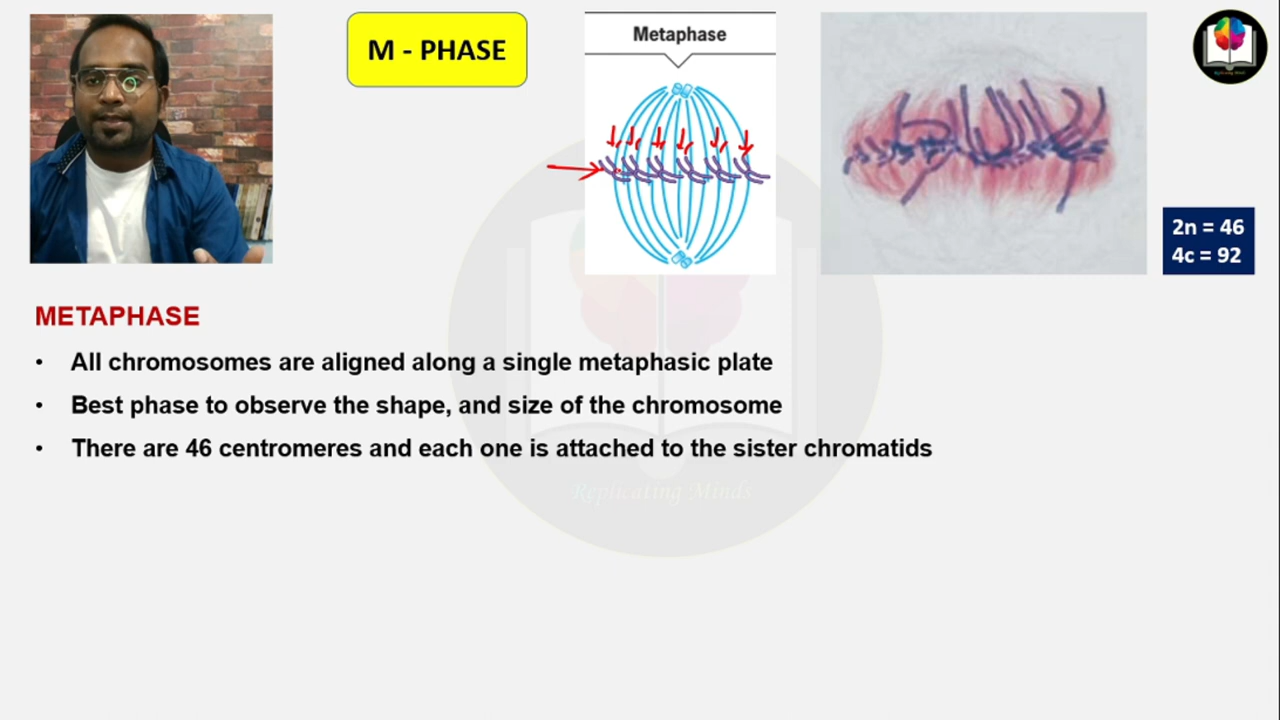 M - PHASE
Metaphase
2n = 46
4c = 92
METAPHASE
• All chromosomes are aligned along a single metaphasic plate
• Best phase to observe the shape, and size of the chromosome
• There are 46 centromeres and each one is attached to the sister chromatids
Replicating Minds